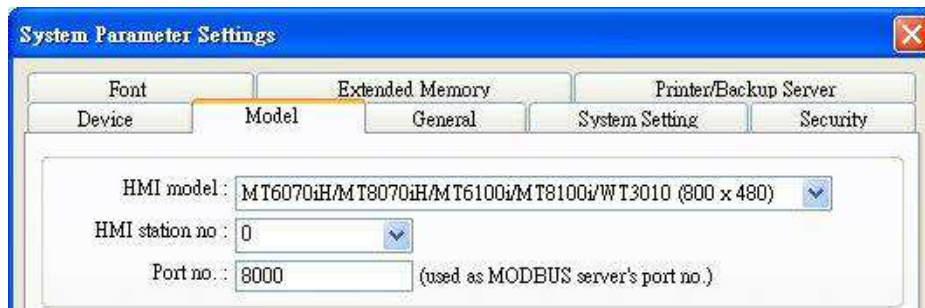 System Parameter Settings
Font Extended Memory Printer/Backup Server
Device Model General System Setting Security
HMI model : MT6070iH/MT8070iH/MT6100i/MT8100i/WT3010 (800 x 480)
HMI station no : 0
Port no. : 8000 (used as MODBUS server's port no.)